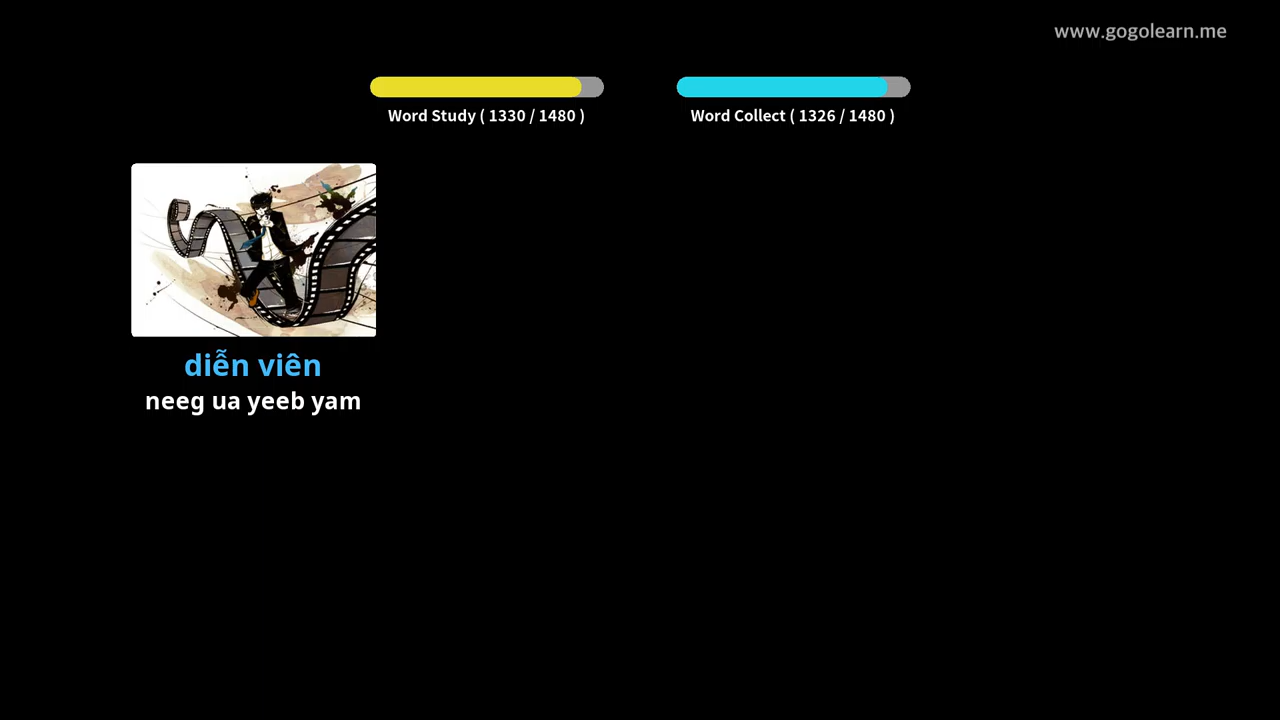 www.gogolearn.me
Word Study ( 1330 / 1480 )
Word Collect ( 1326 / 1480 )
diễn viên
neeg ua yeeb yam